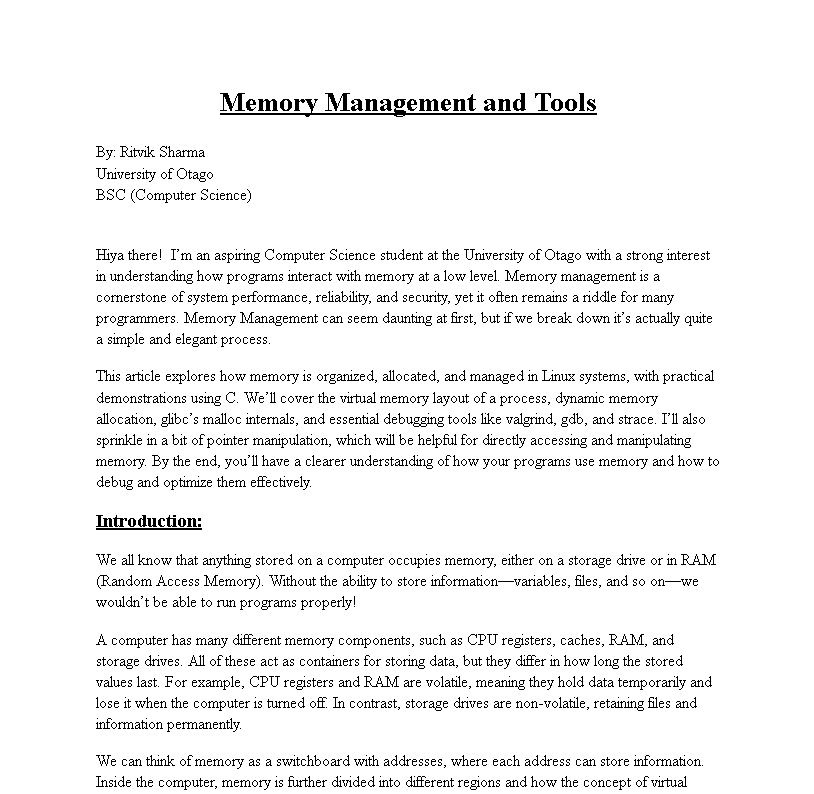 Memory Management and Tools
By: Ritvik Sharma
University of Otago
BSC (Computer Science)
Hiya there!  I’m an aspiring Computer Science student at the University of Otago with a strong interest
in understanding how programs interact with memory at a low level. Memory management is a
cornerstone of system performance, reliability, and security, yet it often remains a riddle for many
programmers. Memory Management can seem daunting at first, but if we break down it’s actually quite
a simple and elegant process.
This article explores how memory is organized, allocated, and managed in Linux systems, with practical
demonstrations using C. We’ll cover the virtual memory layout of a process, dynamic memory
allocation, glibc’s malloc internals, and essential debugging tools like valgrind, gdb, and strace. I’ll also
sprinkle in a bit of pointer manipulation, which will be helpful for directly accessing and manipulating
memory. By the end, you’ll have a clearer understanding of how your programs use memory and how to
debug and optimize them effectively.
Introduction:
We all know that anything stored on a computer occupies memory, either on a storage drive or in RAM
(Random Access Memory). Without the ability to store information—variables, files, and so on—we
wouldn’t be able to run programs properly!
A computer has many different memory components, such as CPU registers, caches, RAM, and
storage drives. All of these act as containers for storing data, but they differ in how long the stored
values last. For example, CPU registers and RAM are volatile, meaning they hold data temporarily and
lose it when the computer is turned off. In contrast, storage drives are non-volatile, retaining files and
information permanently.
We can think of memory as a switchboard with addresses, where each address can store information.
Inside the computer, memory is further divided into different regions and how the concept of virtual